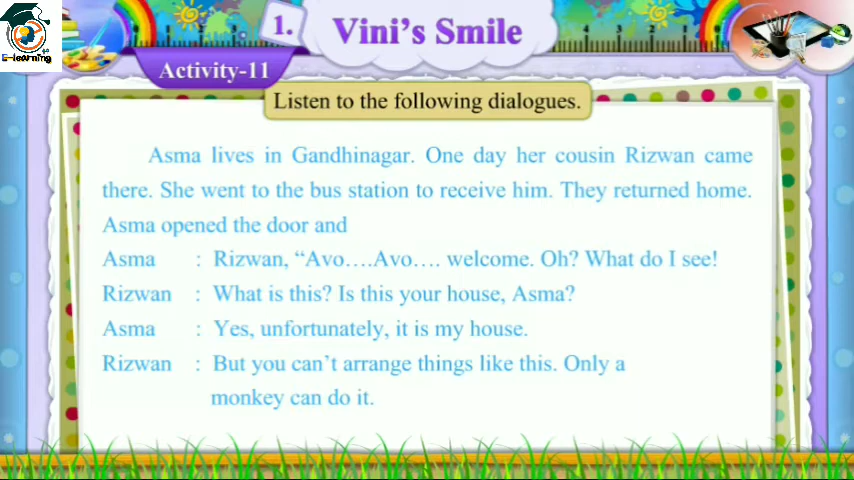 E-learning
1.
Vini's Smile
Activity-11
Listen to the following dialogues.
Asma lives in Gandhinagar. One day her cousin Rizwan came
there. She went to the bus station to receive him. They returned home.
Asma opened the door and
Asma : Rizwan, “Avo….Avo…. welcome. Oh? What do I see!
Rizwan : What is this? Is this your house, Asma?
Asma : Yes, unfortunately, it is my house.
Rizwan : But you can't arrange things like this. Only a
monkey can do it.